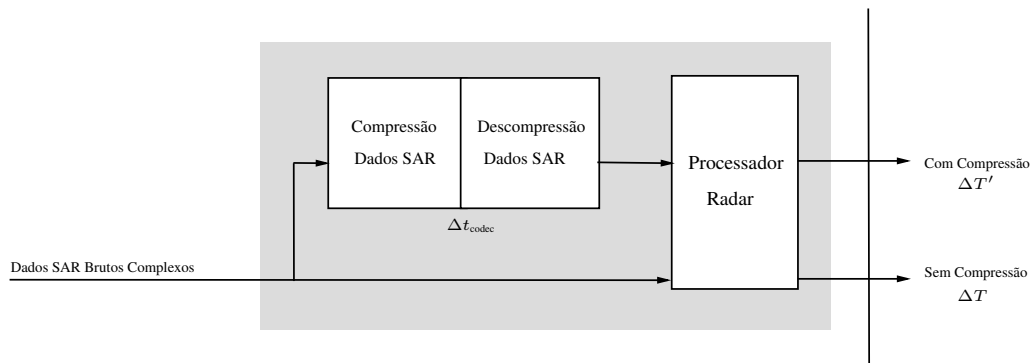 Compressão
Dados SAR
Descompressão
Dados SAR
Δt_codec
Processador
Radar
Com Compressão
ΔT′
Dados SAR Brutos Complexos
Sem Compressão
ΔT